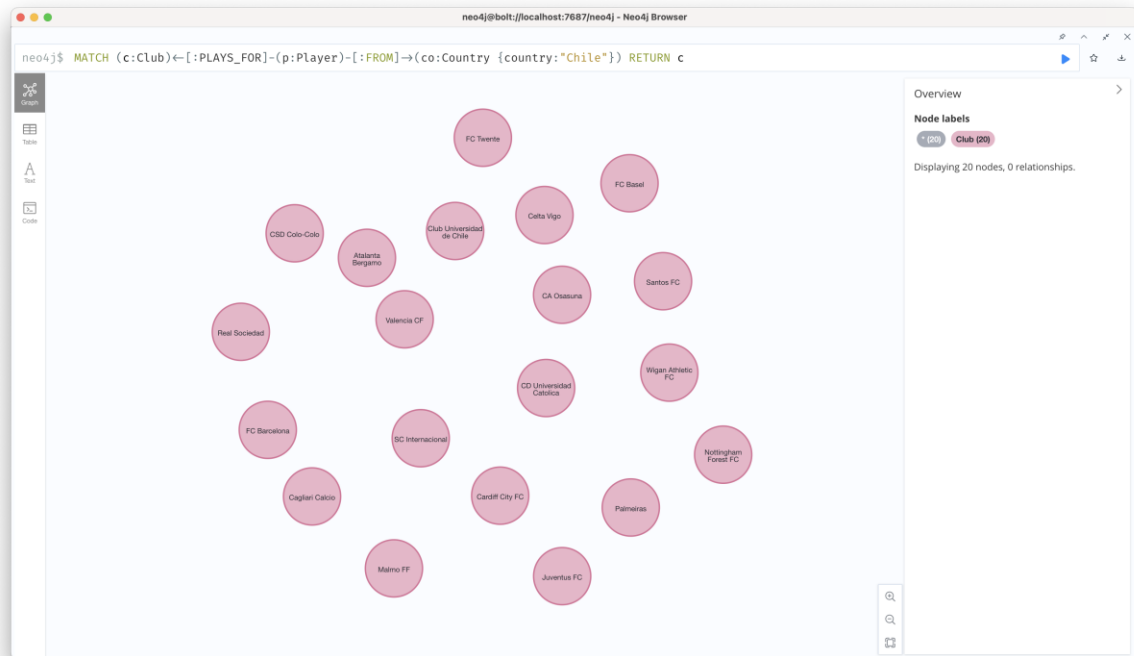 neo4j@bolt://localhost:7687/neo4j - Neo4j Browser
neo4j$ MATCH (c:Club)←[:PLAYS_FOR]-(p:Player)-[:FROM]→(co:Country {country:"Chile"}) RETURN c
Graph
Table
Text
Code
FC Twente
FC Basel
Celta Vigo
Club Universidad
de Chile
CSD Colo-Colo
Atalanta
Bergamo
Santos FC
CA Osasuna
Valencia CF
Real Sociedad
Wigan Athletic
FC
CD Universidad
Catolica
FC Barcelona
SC Internacional
Nottingham
Forest FC
Cagliari Calcio
Cardiff City FC
Palmeiras
Malmo FF
Juventus FC
Overview
Node labels
* (20) Club (20)
Displaying 20 nodes, 0 relationships.